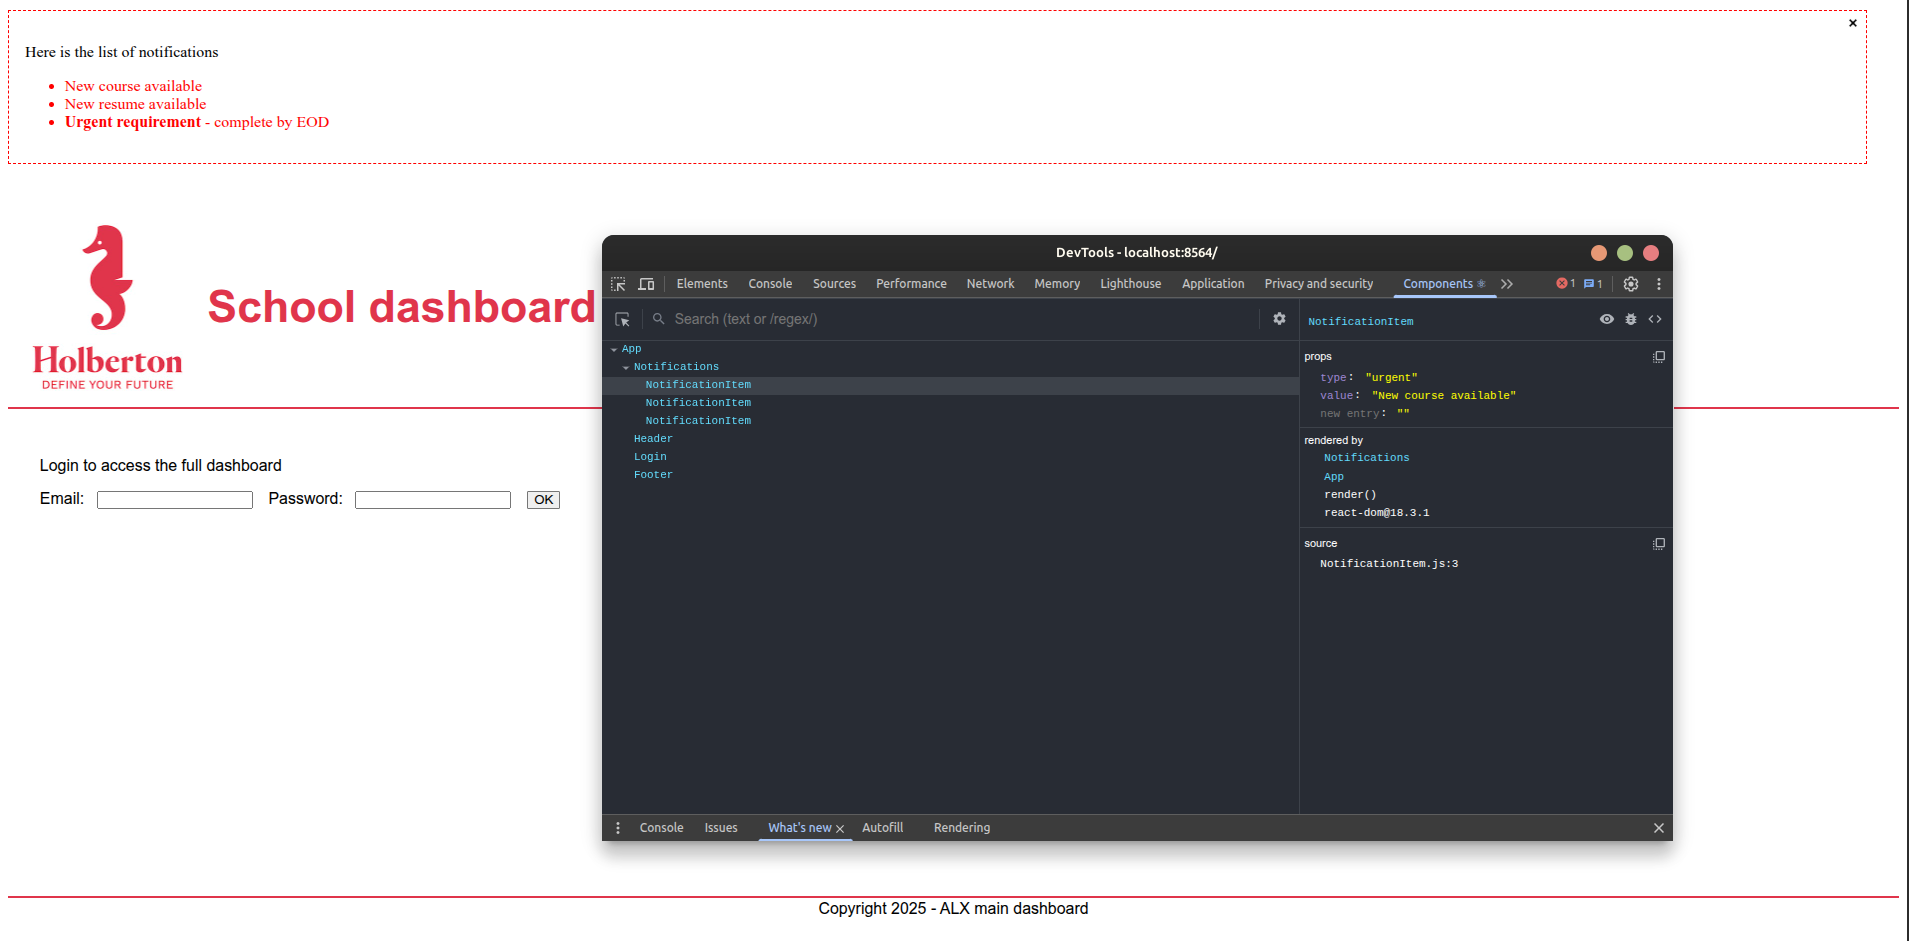 ×
Here is the list of notifications
New course available
New resume available
Urgent requirement - complete by EOD
Holberton
DEFINE YOUR FUTURE
School dashboard
Login to access the full dashboard
Email: Password: OK
DevTools - localhost:8564/
Elements Console Sources Performance Network Memory Lighthouse Application Privacy and security Components 1 1
Search (text or /regex/)
App
Notifications
NotificationItem
NotificationItem
NotificationItem
Header
Login
Footer
NotificationItem
props
type: "urgent"
value: "New course available"
new entry: ""
rendered by
Notifications
App
render()
react-dom@18.3.1
source
NotificationItem.js:3
Console Issues What's new Autofill Rendering
Copyright 2025 - ALX main dashboard